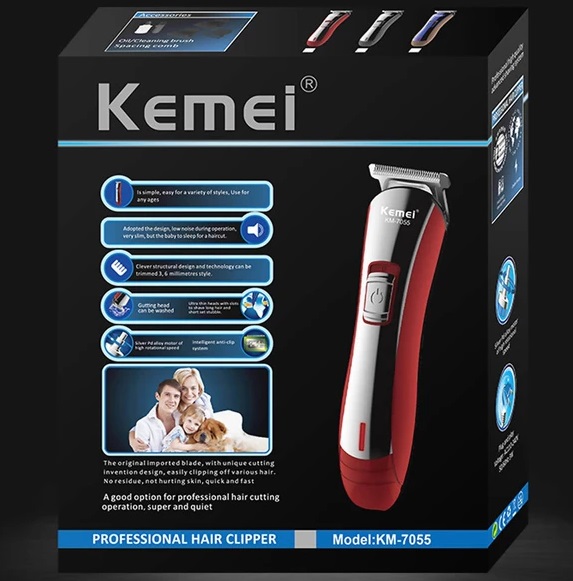 Accessories
Oil/Cleaning brush
Spacing comb
Kemei®
Is simple, easy for a variety of styles, Use for
any ages
Adopted the design, low noise during operation,
very slim, but the baby to sleep for a haircut.
Clever structural design and technology can be
trimmed 3, 6 millimetres style.
Gutting head
can be washed
Ultra-thin heads with slots
to shave long hair and
short set stubble.
Silver Pd alloy motor of
high rotational speed
Intelligent anti-slip
system
Kemei
KM-7055
The original imported blade, with unique cutting
invention design, easily clipping off various hair.
No residue, not hurting skin, quick and fast
A good option for professional hair cutting
operation, super and quiet
PROFESSIONAL HAIR CLIPPER
Model:KM-7055
PROFESSIONAL HAIR CLIPPER